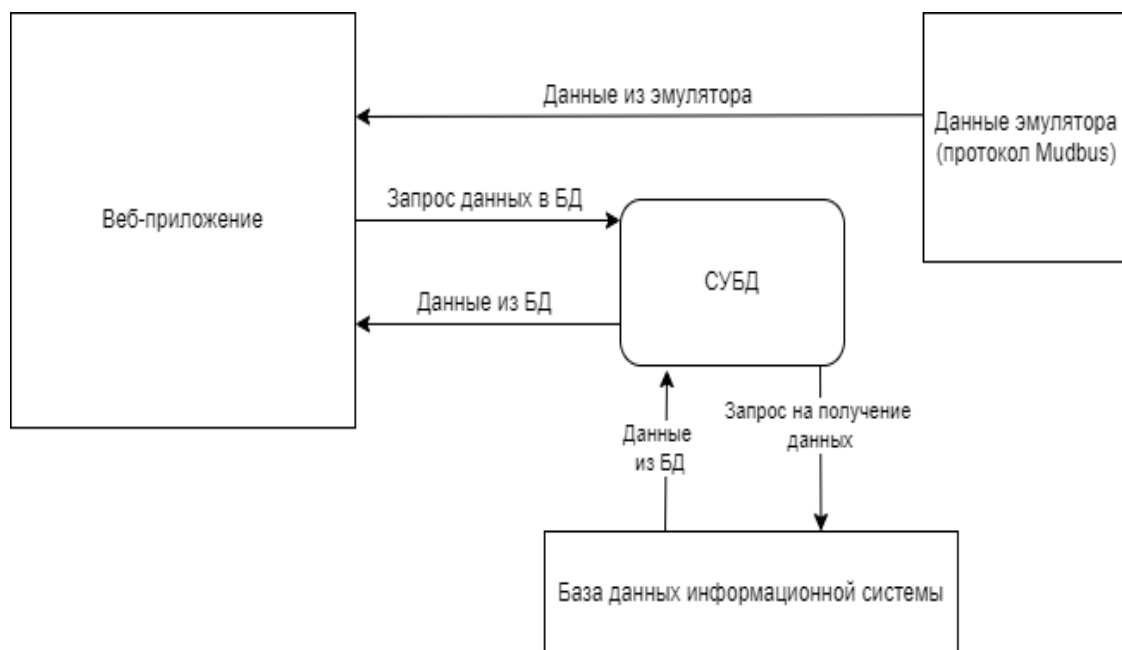 Данные из эмулятора
Данные эмулятора
(протокол Mudbus)
Веб-приложение
Запрос данных в БД
СУБД
Данные из БД
Запрос на получение
данных
Данные
из БД
База данных информационной системы